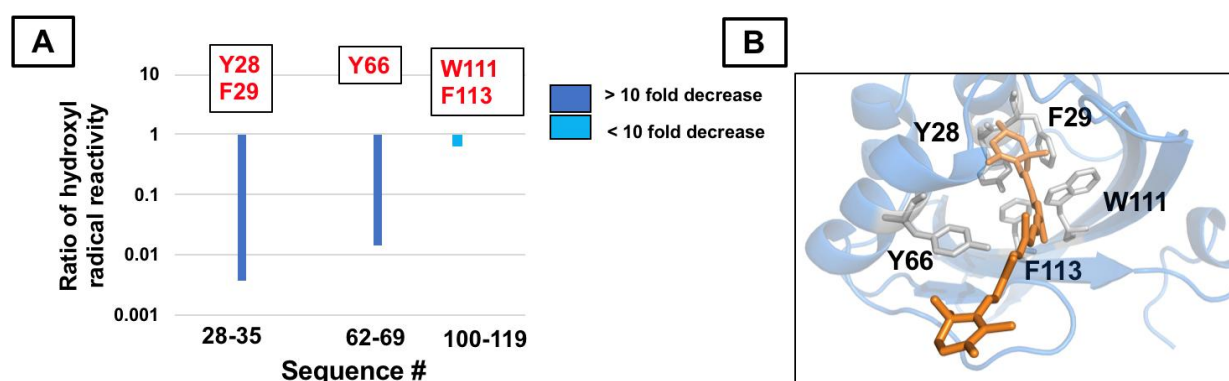 A
Ratio of hydroxyl
radical reactivity
10
1
0.1
0.01
0.001
Y28
F29
Y66
W111
F113
28-35
62-69
100-119
Sequence #
> 10 fold decrease
< 10 fold decrease
B
Y28
F29
W111
Y66
F113